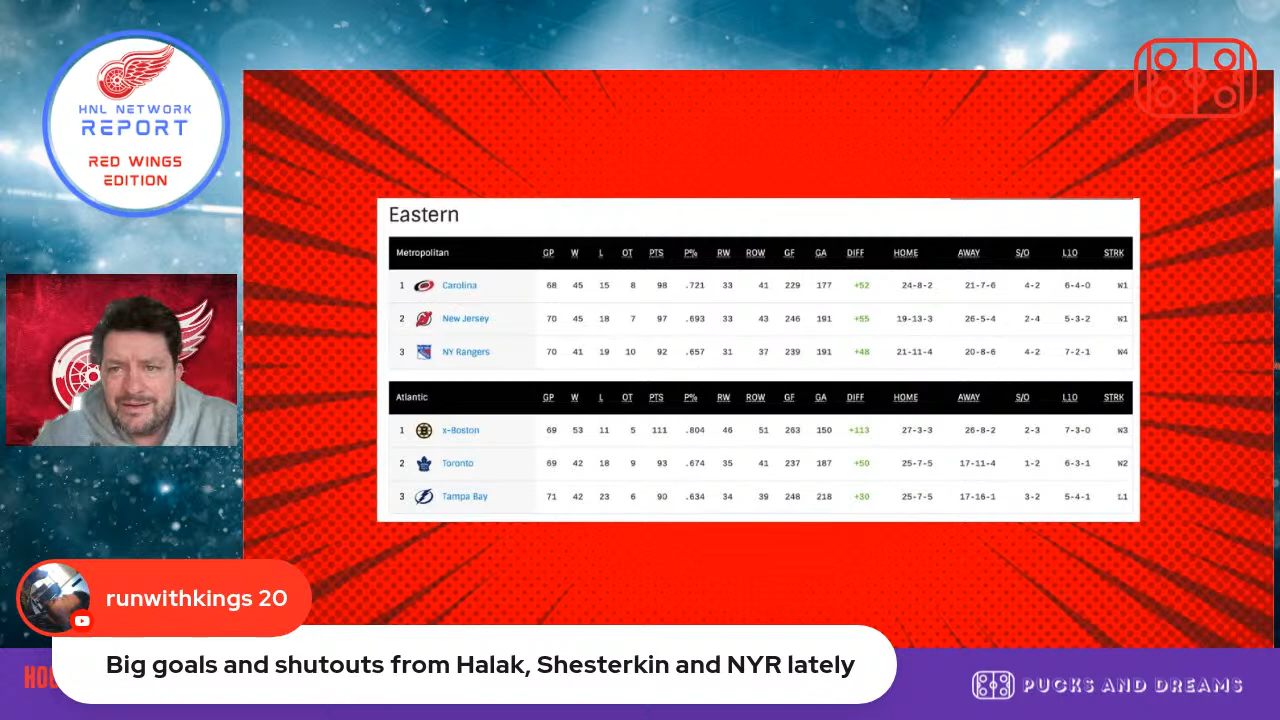 HNL NETWORK
REPORT
RED WINGS
EDITION
Eastern
Metropolitan GP W L OT PTS P% RW ROW GF GA DIFF HOME AWAY S/O L10 STRK
1 Carolina 68 45 15 8 98 .721 33 41 229 177 +52 24-8-2 21-7-6 4-2 6-4-0 W1
2 New Jersey 70 45 18 7 97 .693 33 43 246 191 +55 19-13-3 26-5-4 2-4 5-3-2 W1
3 NY Rangers 70 41 19 10 92 .657 31 37 239 191 +48 21-11-4 20-8-6 4-2 7-2-1 W4
Atlantic GP W L OT PTS P% RW ROW GF GA DIFF HOME AWAY S/O L10 STRK
1 x-Boston 69 53 11 5 111 .804 46 51 263 150 +113 27-3-3 26-8-2 2-3 7-3-0 W3
2 Toronto 69 42 18 9 93 .674 35 41 237 187 +50 25-7-5 17-11-4 1-2 6-3-1 W2
3 Tampa Bay 71 42 23 6 90 .634 34 39 248 218 +30 25-7-5 17-16-1 3-2 5-4-1 L1
runwithkings 20
Big goals and shutouts from Halak, Shesterkin and NYR lately
PUCKS AND DREAMS